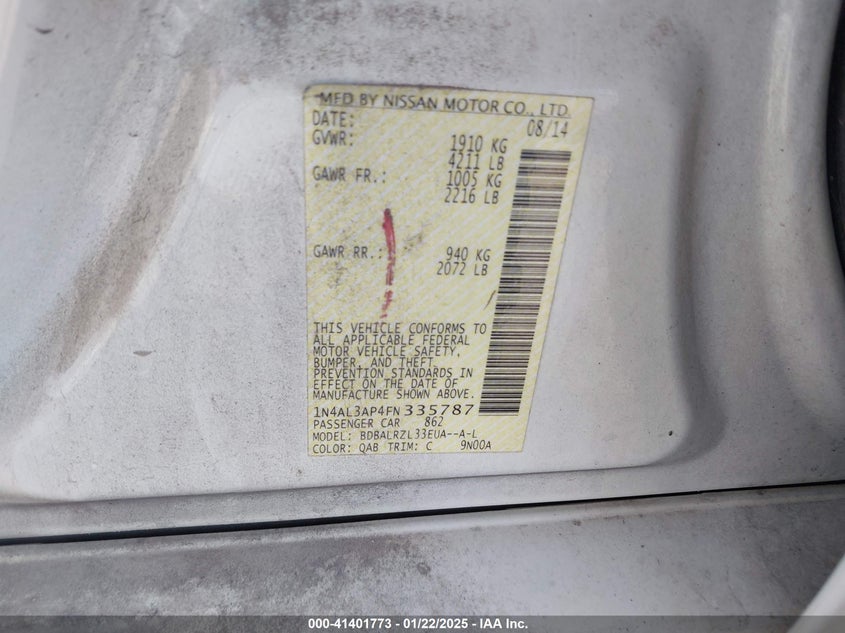 MFD BY NISSAN MOTOR CO., LTD.
DATE: 08/14
GVWR: 1910 KG
4211 LB
GAWR FR.: 1005 KG
2216 LB
GAWR RR.: 940 KG
2072 LB
THIS VEHICLE CONFORMS TO
ALL APPLICABLE FEDERAL
MOTOR VEHICLE SAFETY,
BUMPER, AND THEFT
PREVENTION STANDARDS IN
EFFECT ON THE DATE OF
MANUFACTURE SHOWN ABOVE.
1N4AL3AP4FN335787
PASSENGER CAR 862
MODEL: BDBALRZL33EUA--A-L
COLOR: QAB TRIM: C 9N00A
000-41401773 — 01/22/2025 — IAA Inc.